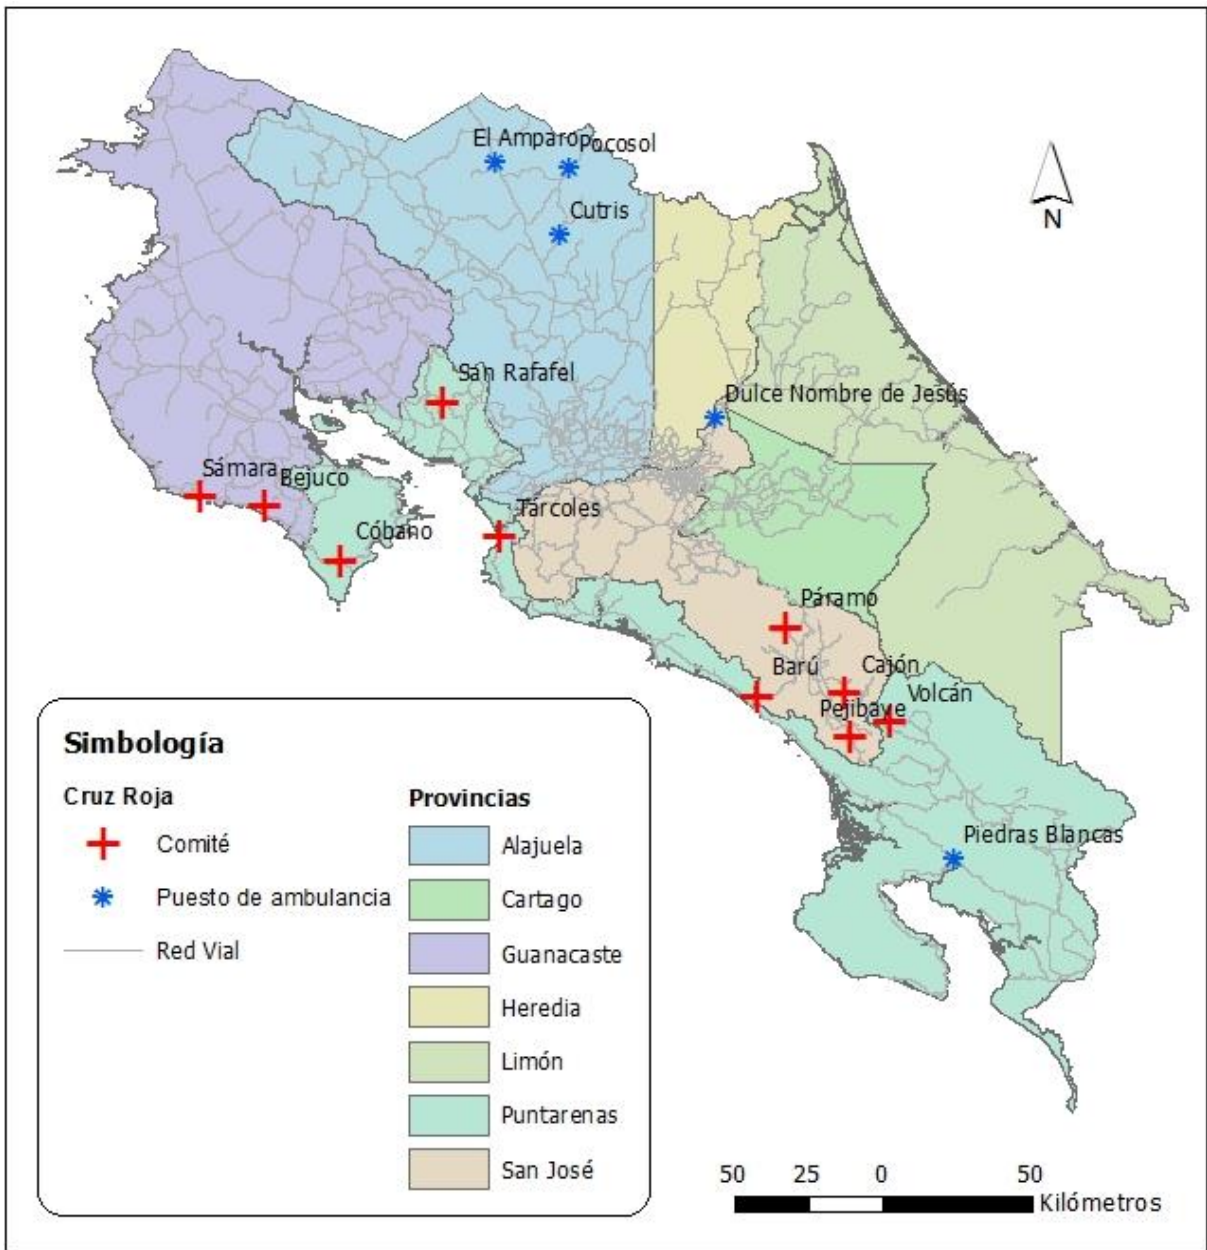 El Amparo
Pocosol
Cutris
N
San Rafafel
Dulce Nombre de Jesús
Sámara
Bejuco
Cóbano
Tárcoles
Páramo
Barú
Cajón
Volcán
Pejibaye
Piedras Blancas
Simbología
Cruz Roja
Comité
Puesto de ambulancia
Red Vial
Provincias
Alajuela
Cartago
Guanacaste
Heredia
Limón
Puntarenas
San José
50 25 0 50
Kilómetros